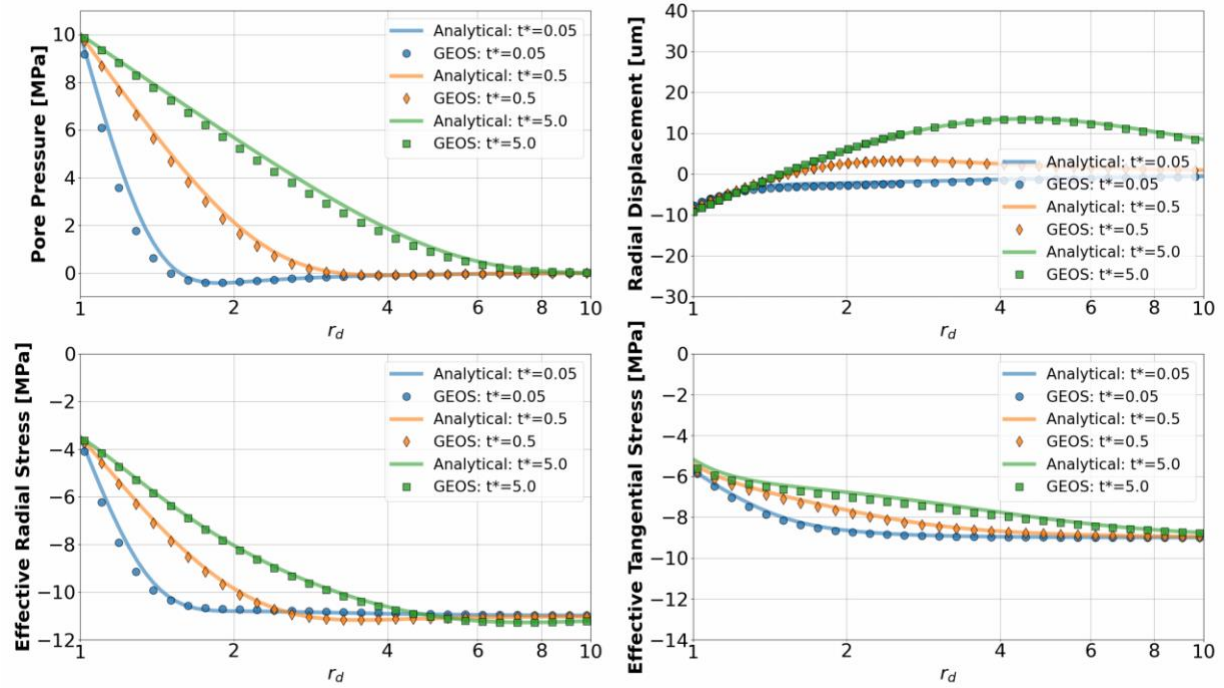 Pore Pressure [MPa]
10
8
6
4
2
0
1
2
4
6
8
10
r_d
Analytical: t*=0.05
GEOS: t*=0.05
Analytical: t*=0.5
GEOS: t*=0.5
Analytical: t*=5.0
GEOS: t*=5.0
Radial Displacement [um]
40
30
20
10
0
−10
−20
−30
1
2
4
6
8
10
r_d
Analytical: t*=0.05
GEOS: t*=0.05
Analytical: t*=0.5
GEOS: t*=0.5
Analytical: t*=5.0
GEOS: t*=5.0
Effective Radial Stress [MPa]
0
−2
−4
−6
−8
−10
−12
1
2
4
6
8
10
r_d
Analytical: t*=0.05
GEOS: t*=0.05
Analytical: t*=0.5
GEOS: t*=0.5
Analytical: t*=5.0
GEOS: t*=5.0
Effective Tangential Stress [MPa]
0
−2
−4
−6
−8
−10
−12
−14
1
2
4
6
8
10
r_d
Analytical: t*=0.05
GEOS: t*=0.05
Analytical: t*=0.5
GEOS: t*=0.5
Analytical: t*=5.0
GEOS: t*=5.0